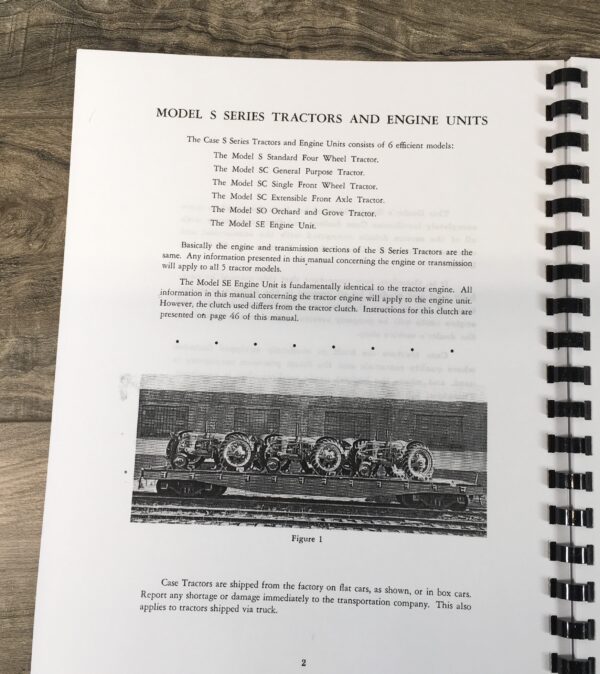 MODEL S SERIES TRACTORS AND ENGINE UNITS
The Case S Series Tractors and Engine Units consists of 6 efficient models:
The Model S Standard Four Wheel Tractor.
The Model SC General Purpose Tractor.
The Model SC Single Front Wheel Tractor.
The Model SC Extensible Front Axle Tractor.
The Model SO Orchard and Grove Tractor.
The Model SE Engine Unit.
Basically the engine and transmission sections of the S Series Tractors are the
same. Any information presented in this manual concerning the engine or transmission
will apply to all 5 tractor models.
The Model SE Engine Unit is fundamentally identical to the tractor engine. All
information in this manual concerning the tractor engine will apply to the engine unit.
However, the clutch used differs from the tractor clutch. Instructions for this clutch are
presented on page 46 of this manual.
Figure 1
Case Tractors are shipped from the factory on flat cars, as shown, or in box cars.
Report any shortage or damage immediately to the transportation company. This also
applies to tractors shipped via truck.
2